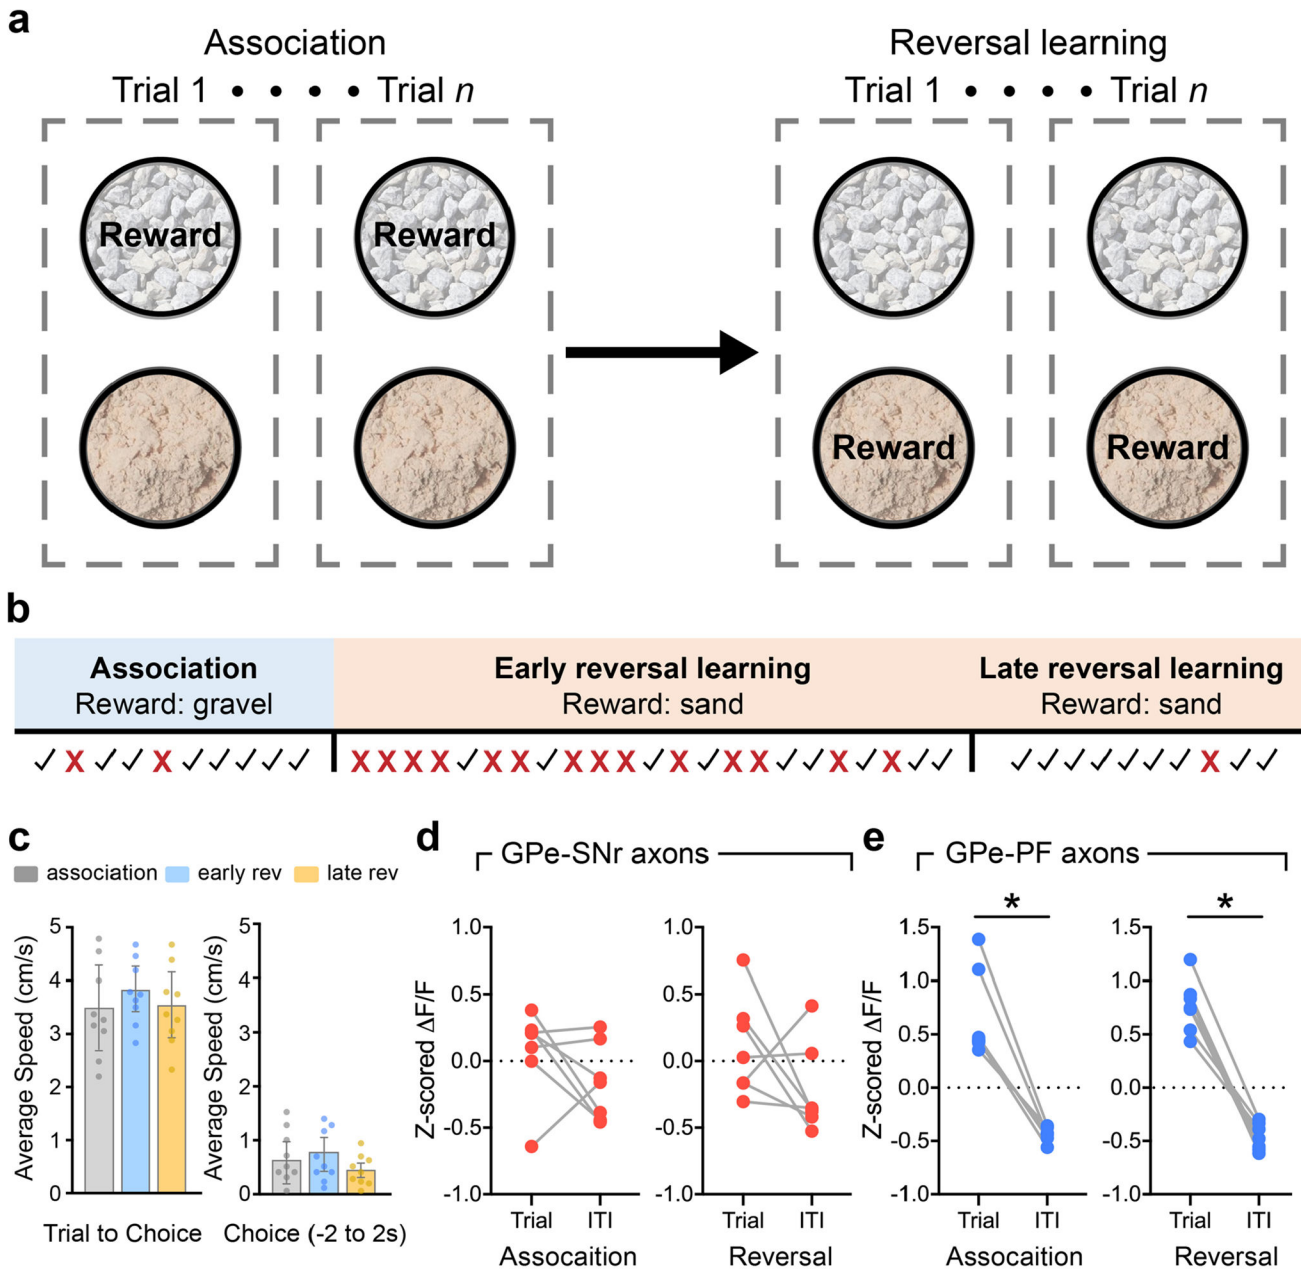 a
Association
Reversal learning
Trial 1 • • • • Trial n
Trial 1 • • • • Trial n
Reward
Reward
Reward
Reward
b
Association
Reward: gravel
Early reversal learning
Reward: sand
Late reversal learning
Reward: sand
✓ X ✓ ✓ X ✓ ✓ ✓ ✓ ✓
X X X X ✓ X X ✓ X X X ✓ X ✓ X X ✓ ✓ X ✓ X ✓ ✓
✓ ✓ ✓ ✓ ✓ ✓ ✓ X ✓ ✓
c
association
early rev
late rev
Average Speed (cm/s)
5
4
3
2
1
0
Trial to Choice
Average Speed (cm/s)
5
4
3
2
1
0
Choice (-2 to 2s)
d
GPe-SNr axons
Z-scored ΔF/F
1.0
0.5
0.0
-0.5
-1.0
Trial
ITI
Assocaition
1.0
0.5
0.0
-0.5
-1.0
Trial
ITI
Reversal
e
GPe-PF axons
Z-scored ΔF/F
*
1.5
1.0
0.5
0.0
-0.5
-1.0
Trial
ITI
Assocaition
*
1.5
1.0
0.5
0.0
-0.5
-1.0
Trial
ITI
Reversal